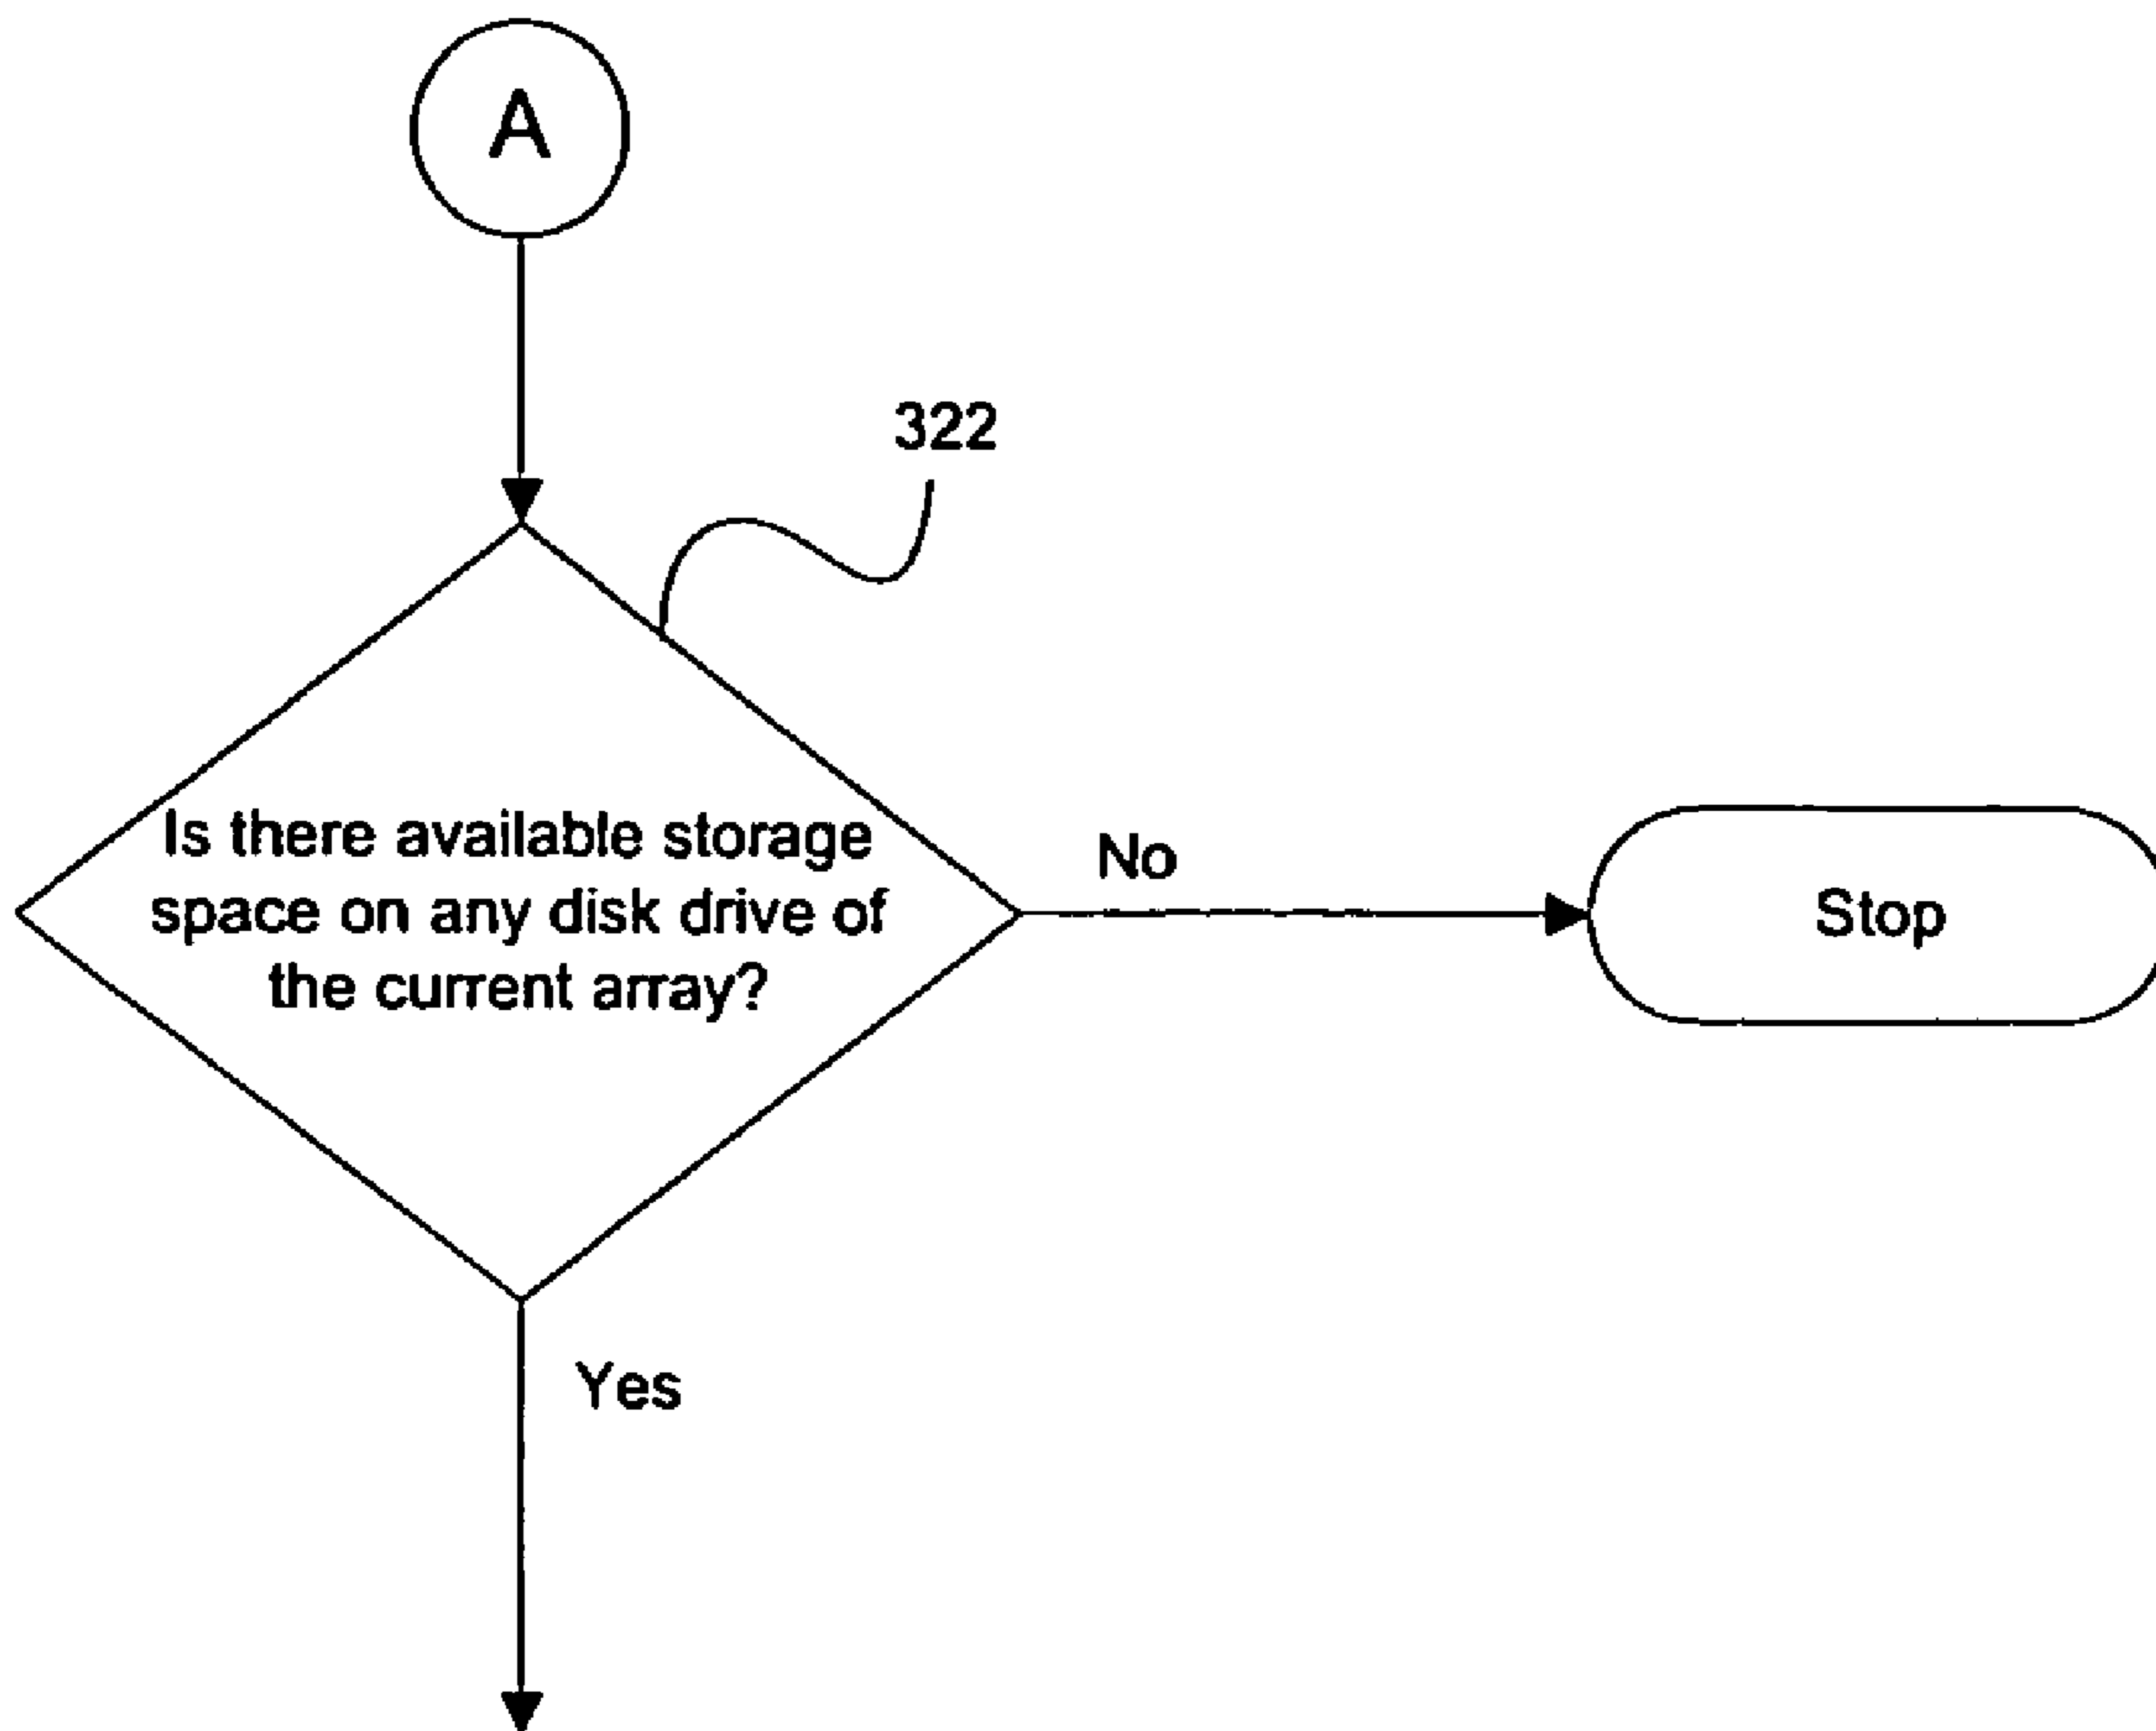 A
322
Is there available storage
space on any disk drive of
the current array?
No
Stop
Yes